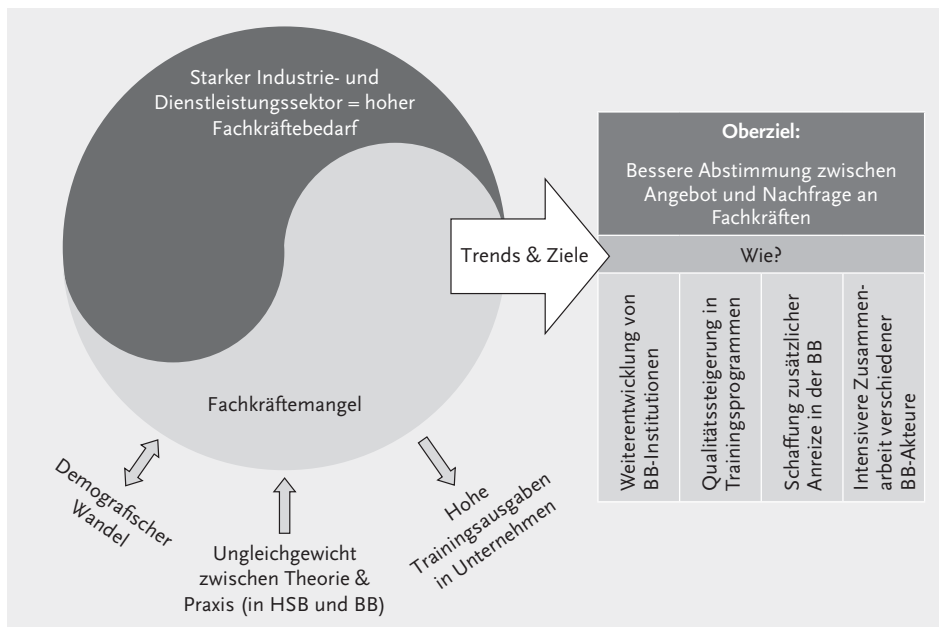 Starker Industrie- und
Dienstleistungssektor = hoher
Fachkräftebedarf
Fachkräftemangel
Demografischer
Wandel
Ungleichgewicht
zwischen Theorie &
Praxis (in HSB und BB)
Hohe
Trainingsausgaben
in Unternehmen
Trends & Ziele
Oberziel:
Bessere Abstimmung zwischen
Angebot und Nachfrage an
Fachkräften
Wie?
Weiterentwicklung von
BB-Institutionen
Qualitätssteigerung in
Trainingsprogrammen
Schaffung zusätzlicher
Anreize in der BB
Intensivere Zusammen-
arbeit verschiedener
BB-Akteure